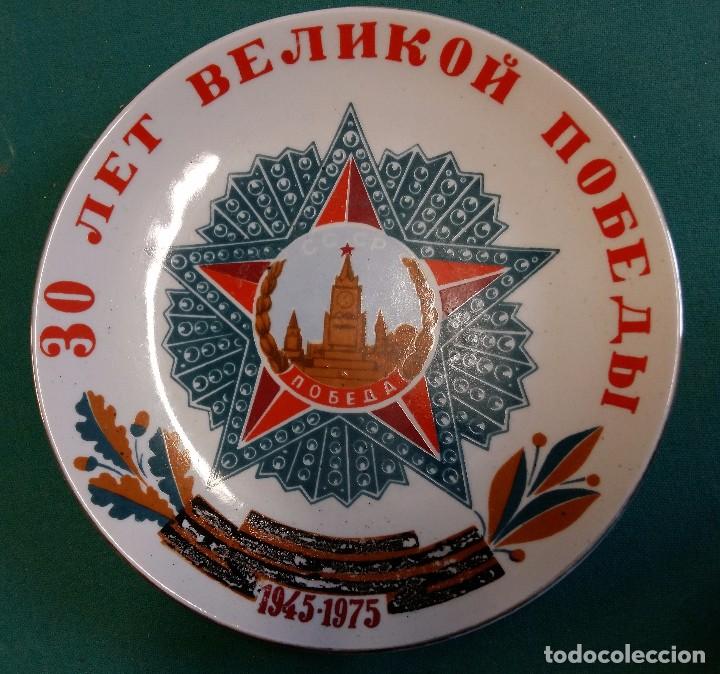 30 ЛЕТ ВЕЛИКОЙ ПОБЕДЫ
СССР
ПОБЕДА
1945·1975
todocoleccion